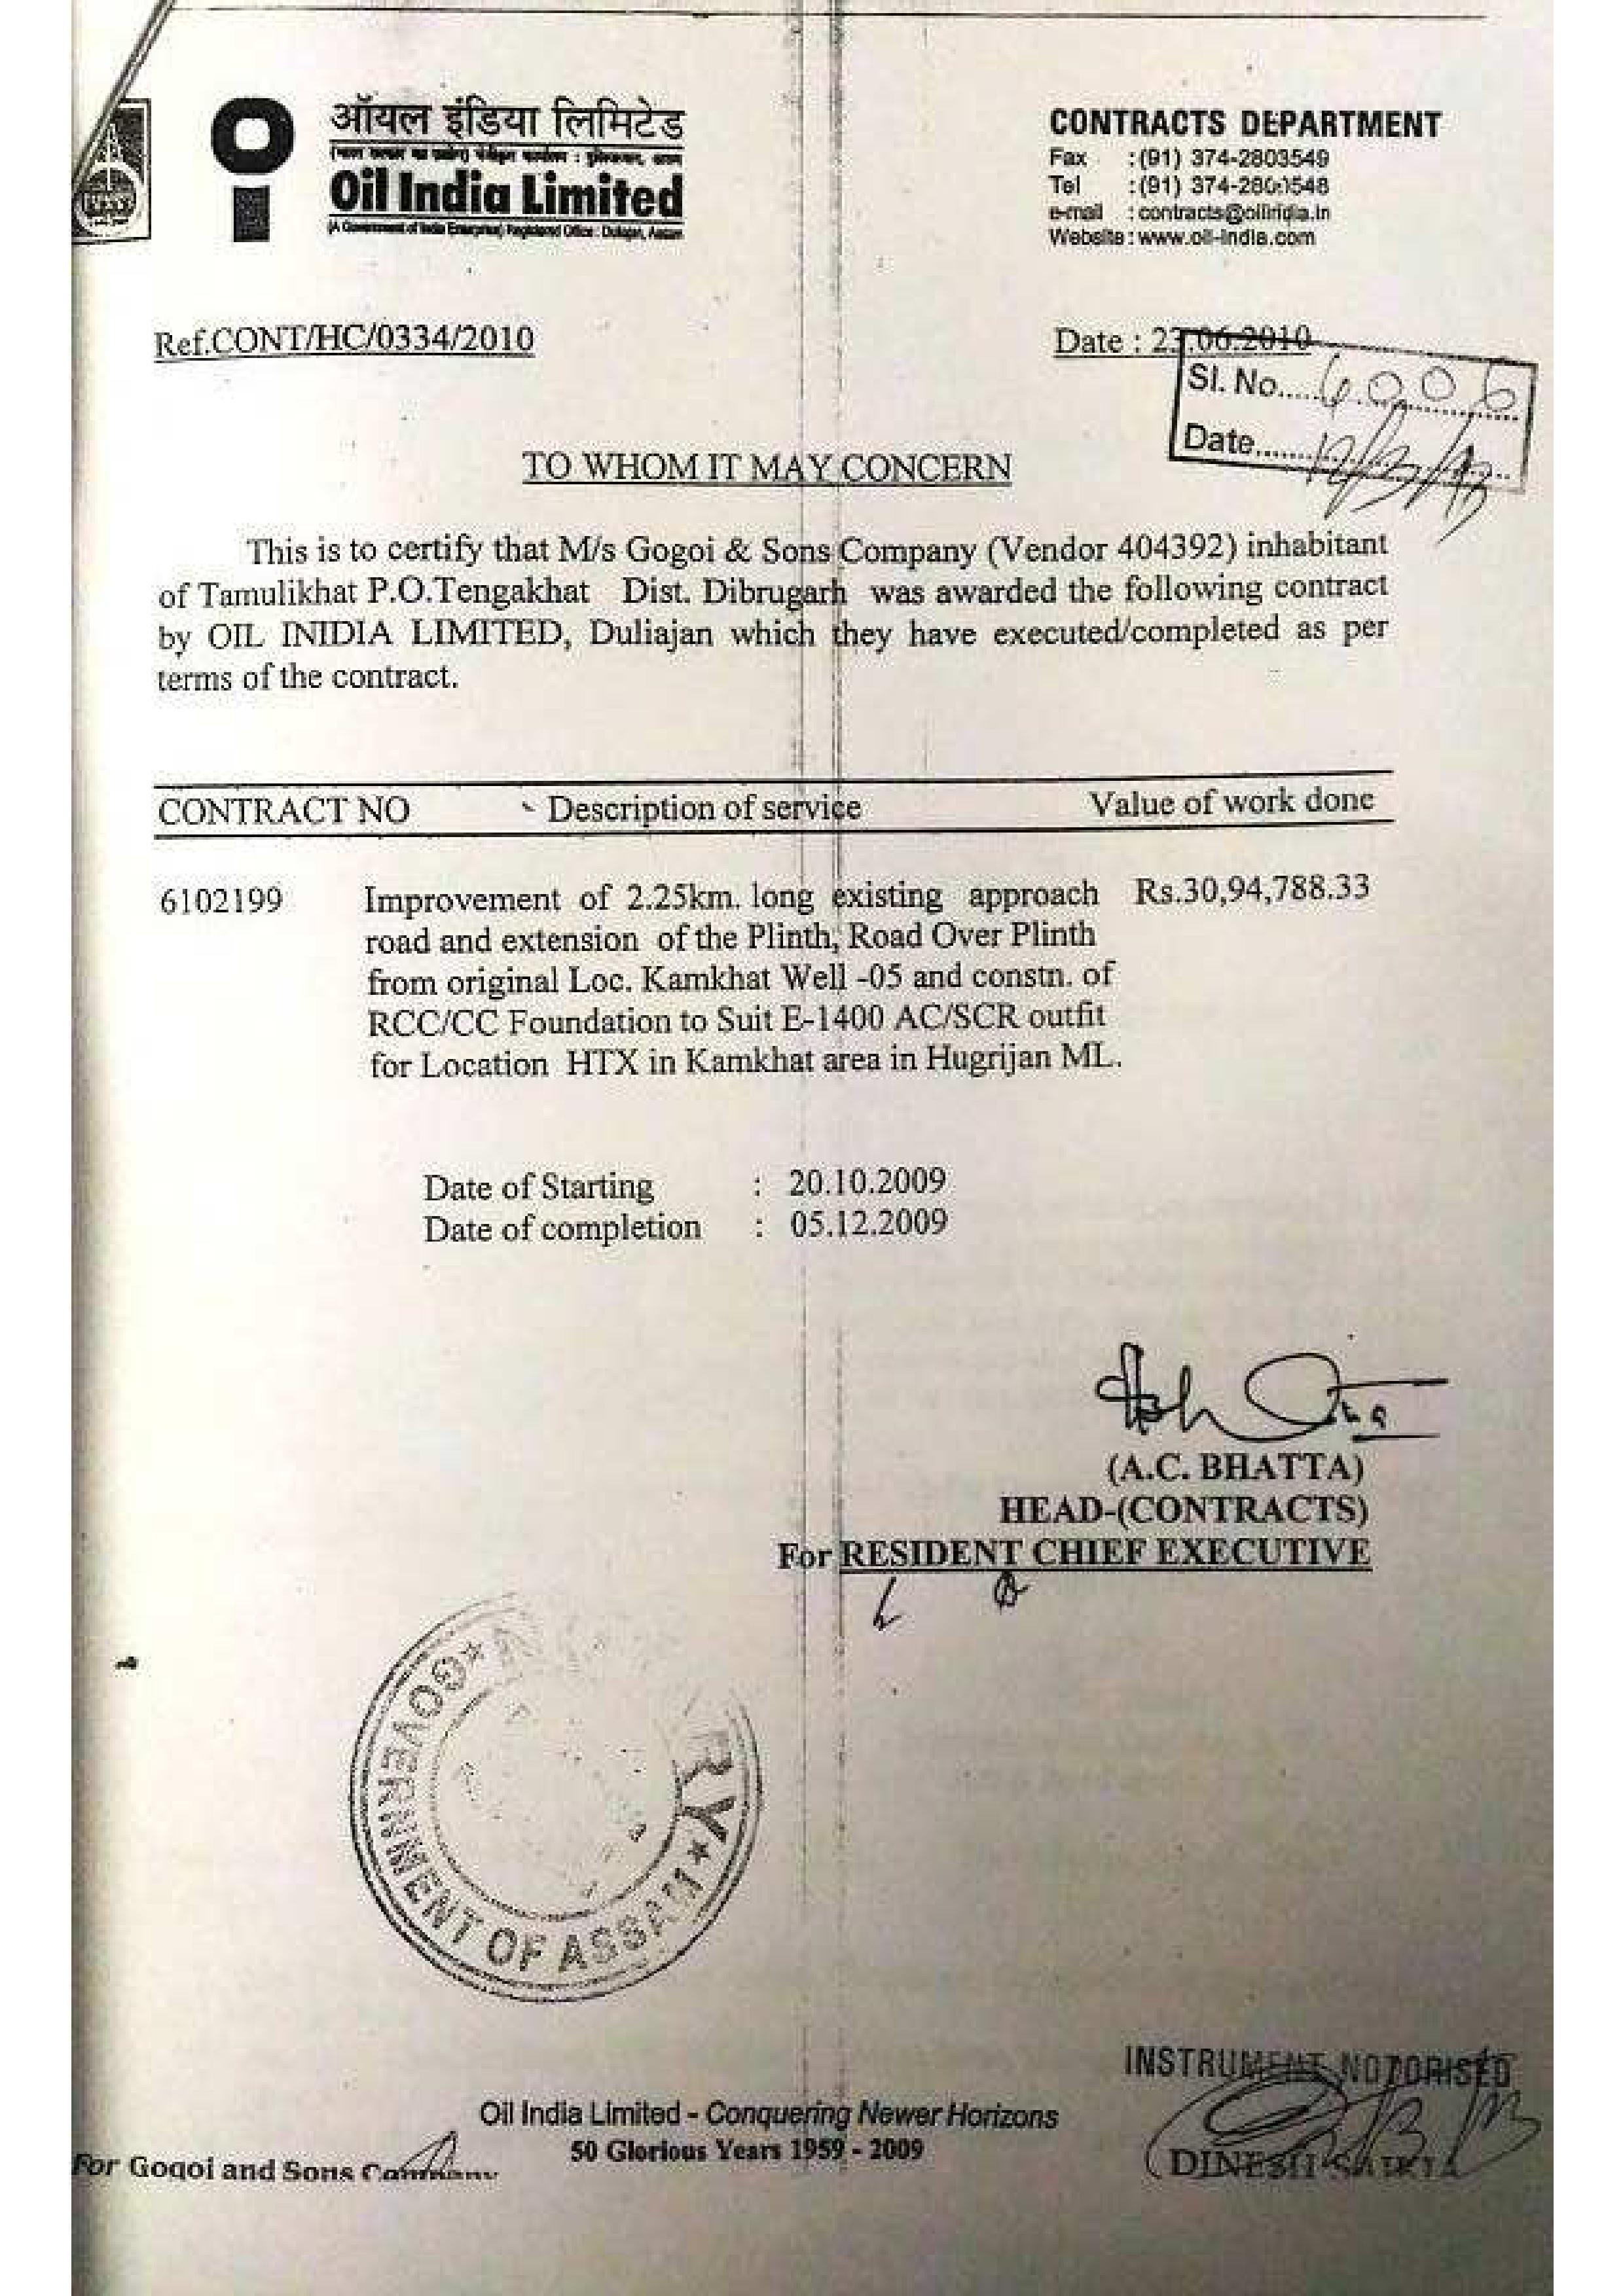 ऑयल इंडिया लिमिटेड
Oil India Limited
(A Government of India Enterprise) Registered Office : Duliajan, Assam
CONTRACTS DEPARTMENT
Fax : (91) 374-2803549
Tel : (91) 374-280
e-mail : contracts@oilindia.in
Website : www.oil-india.com
Ref.CONT/HC/0334/2010
Date : 23.06.2010
Sl. No.....6006
Date......12/3/13
TO WHOM IT MAY CONCERN
This is to certify that M/s Gogoi & Sons Company (Vendor 404392) inhabitant
of Tamulikhat P.O.Tengakhat Dist. Dibrugarh was awarded the following contract
by OIL INIDIA LIMITED, Duliajan which they have executed/completed as per
terms of the contract.
CONTRACT NO Description of service Value of work done
6102199 Improvement of 2.25km. long existing approach Rs.30,94,788.33
road and extension of the Plinth, Road Over Plinth
from original Loc. Kamkhat Well -05 and constn. of
RCC/CC Foundation to Suit E-1400 AC/SCR outfit
for Location HTX in Kamkhat area in Hugrijan ML.
Date of Starting : 20.10.2009
Date of completion : 05.12.2009
(A.C. BHATTA)
HEAD-(CONTRACTS)
For RESIDENT CHIEF EXECUTIVE
GOVERNMENT OF ASSAM
INSTRUMENT NOTORISED
Oil India Limited - Conquering Newer Horizons
50 Glorious Years 1959 - 2009
For Gogoi and Sons Company
DINESH SAIKIA